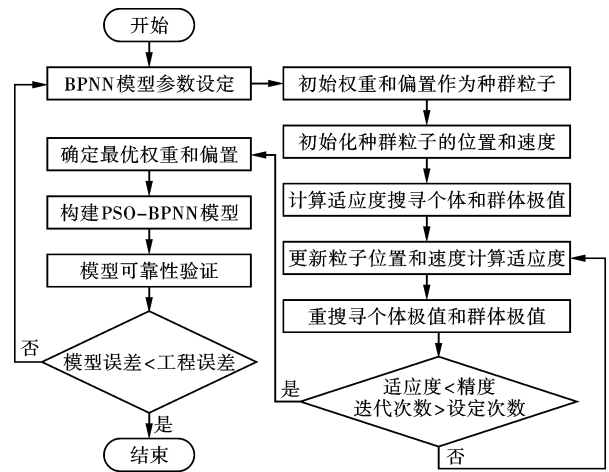 开始
BPNN模型参数设定
初始权重和偏置作为种群粒子
初始化种群粒子的位置和速度
计算适应度搜寻个体和群体极值
更新粒子位置和速度计算适应度
重搜寻个体极值和群体极值
适应度<精度
迭代次数>设定次数
是
否
确定最优权重和偏置
构建PSO-BPNN模型
模型可靠性验证
模型误差<工程误差
否
是
结束